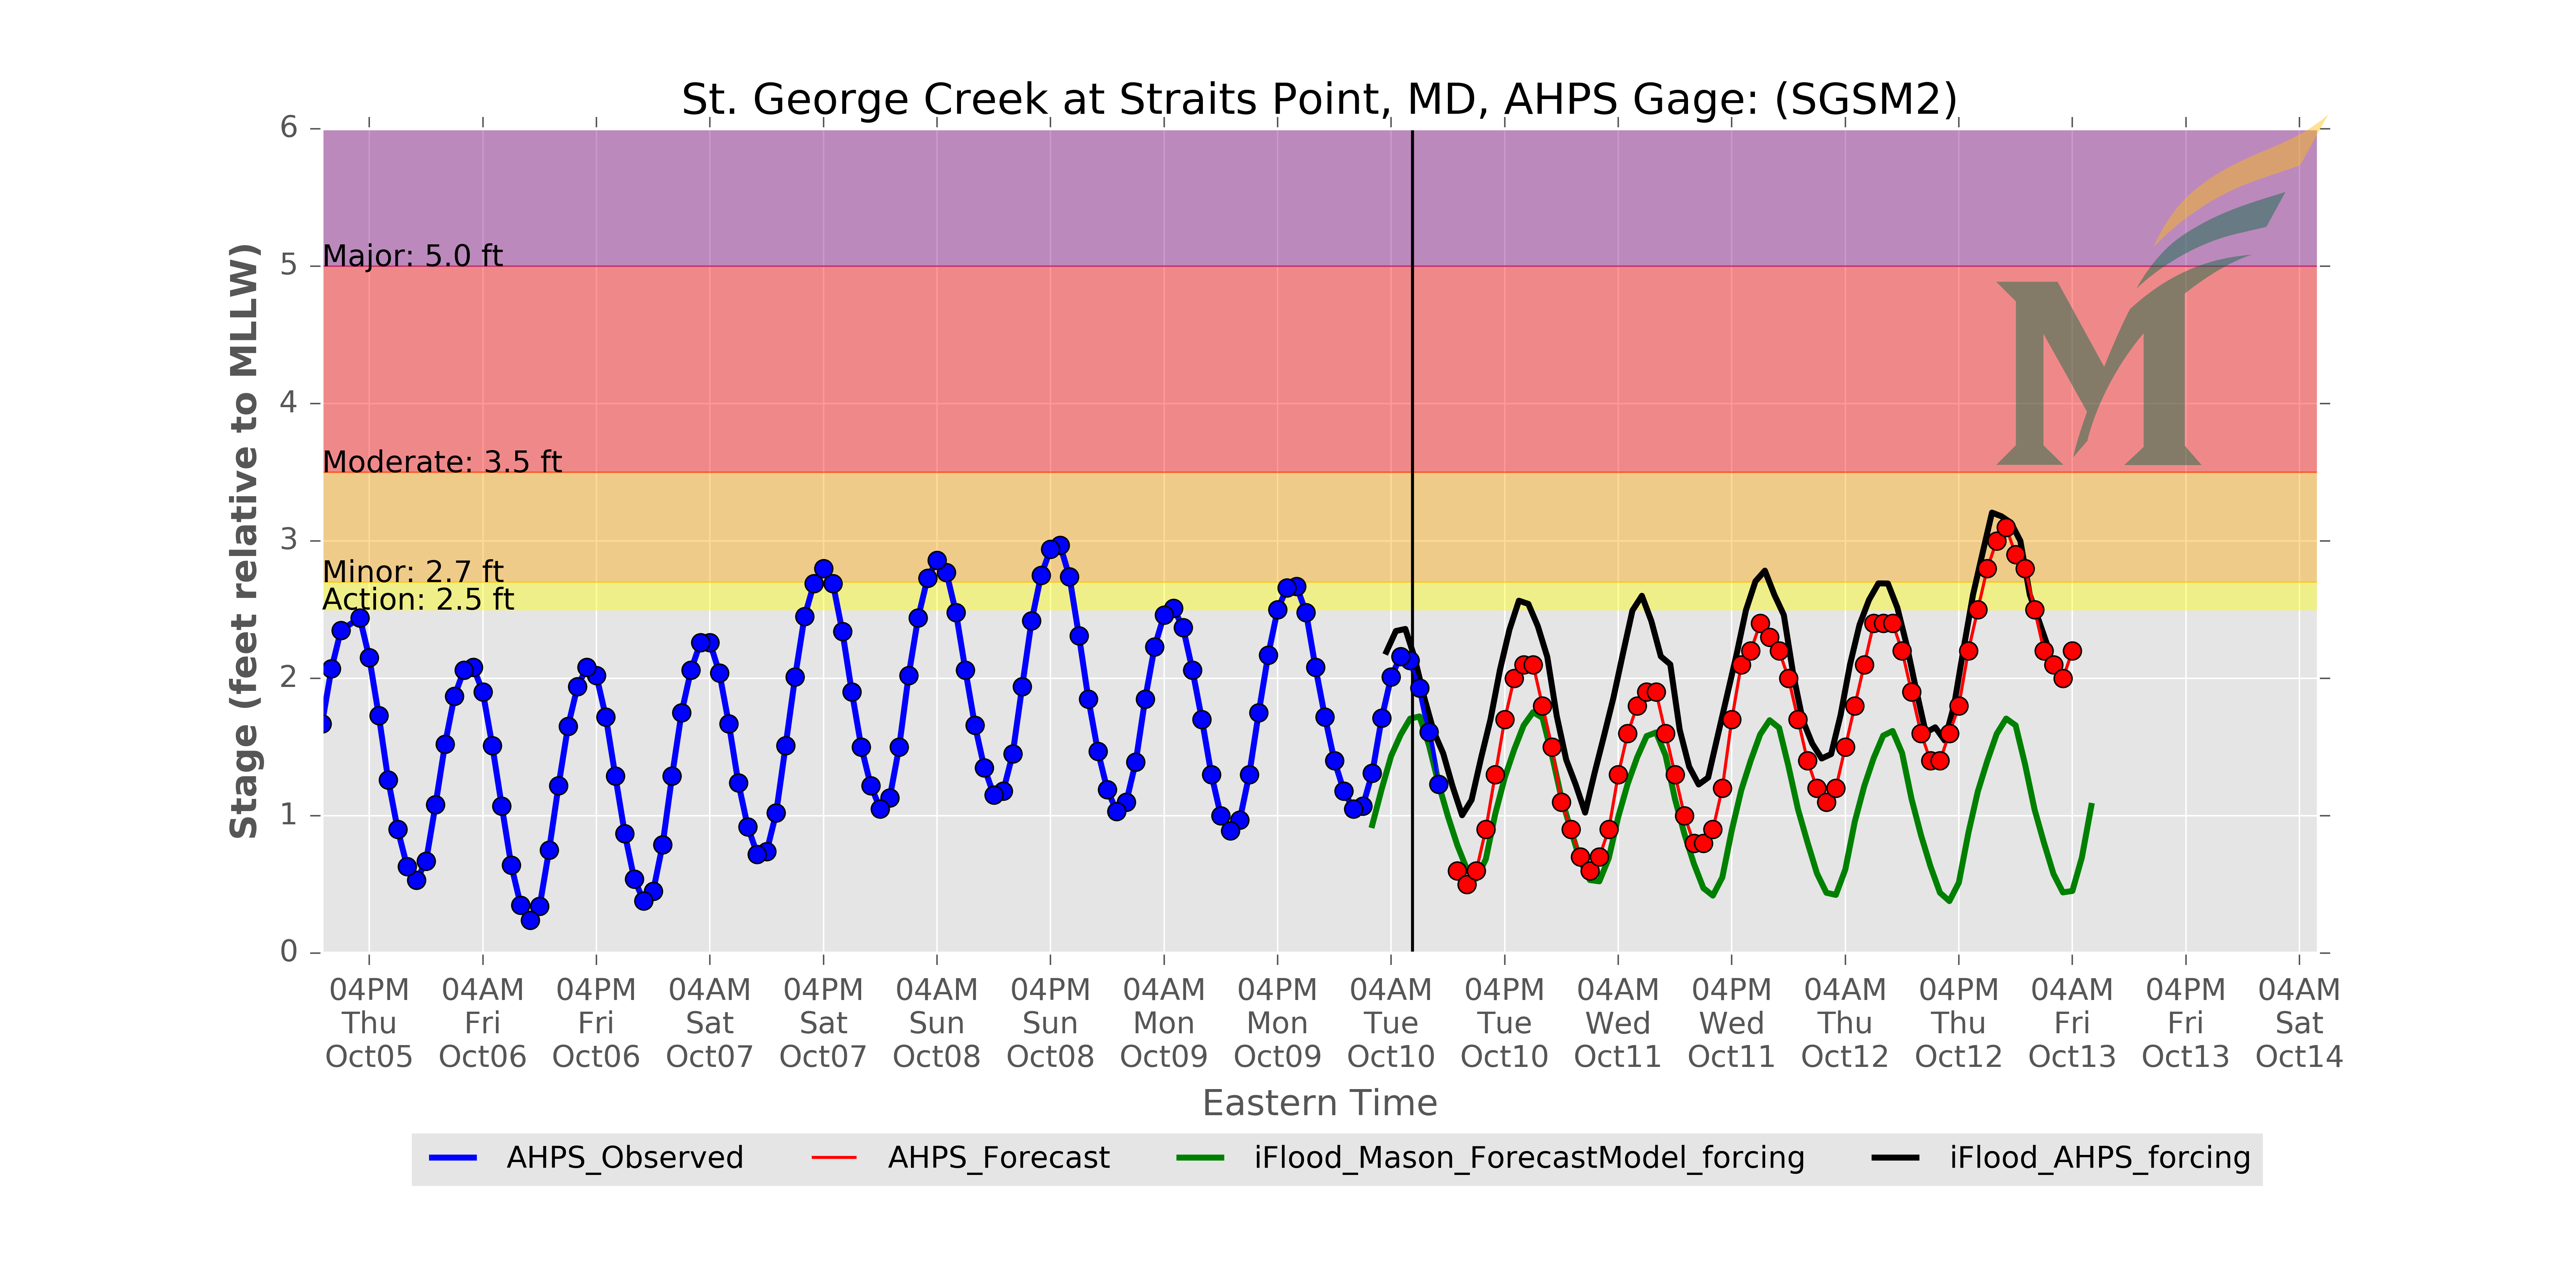 St. George Creek at Straits Point, MD, AHPS Gage: (SGSM2)
Stage (feet relative to MLLW)
6
5
4
3
2
1
0
Major: 5.0 ft
Moderate: 3.5 ft
Minor: 2.7 ft
Action: 2.5 ft
04PM 04AM 04PM 04AM 04PM 04AM 04PM 04AM 04PM 04AM 04PM 04AM 04PM 04AM 04PM 04AM 04PM 04AM
Thu Fri Fri Sat Sat Sun Sun Mon Mon Tue Tue Wed Wed Thu Thu Fri Fri Sat
Oct05 Oct06 Oct06 Oct07 Oct07 Oct08 Oct08 Oct09 Oct09 Oct10 Oct10 Oct11 Oct11 Oct12 Oct12 Oct13 Oct13 Oct14
Eastern Time
AHPS_Observed AHPS_Forecast iFlood_Mason_ForecastModel_forcing iFlood_AHPS_forcing